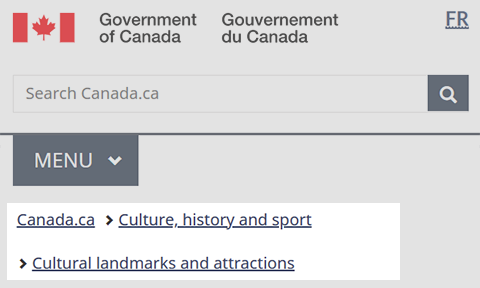 Government of Canada
Gouvernement du Canada
FR
Search Canada.ca
MENU
Canada.ca > Culture, history and sport
> Cultural landmarks and attractions